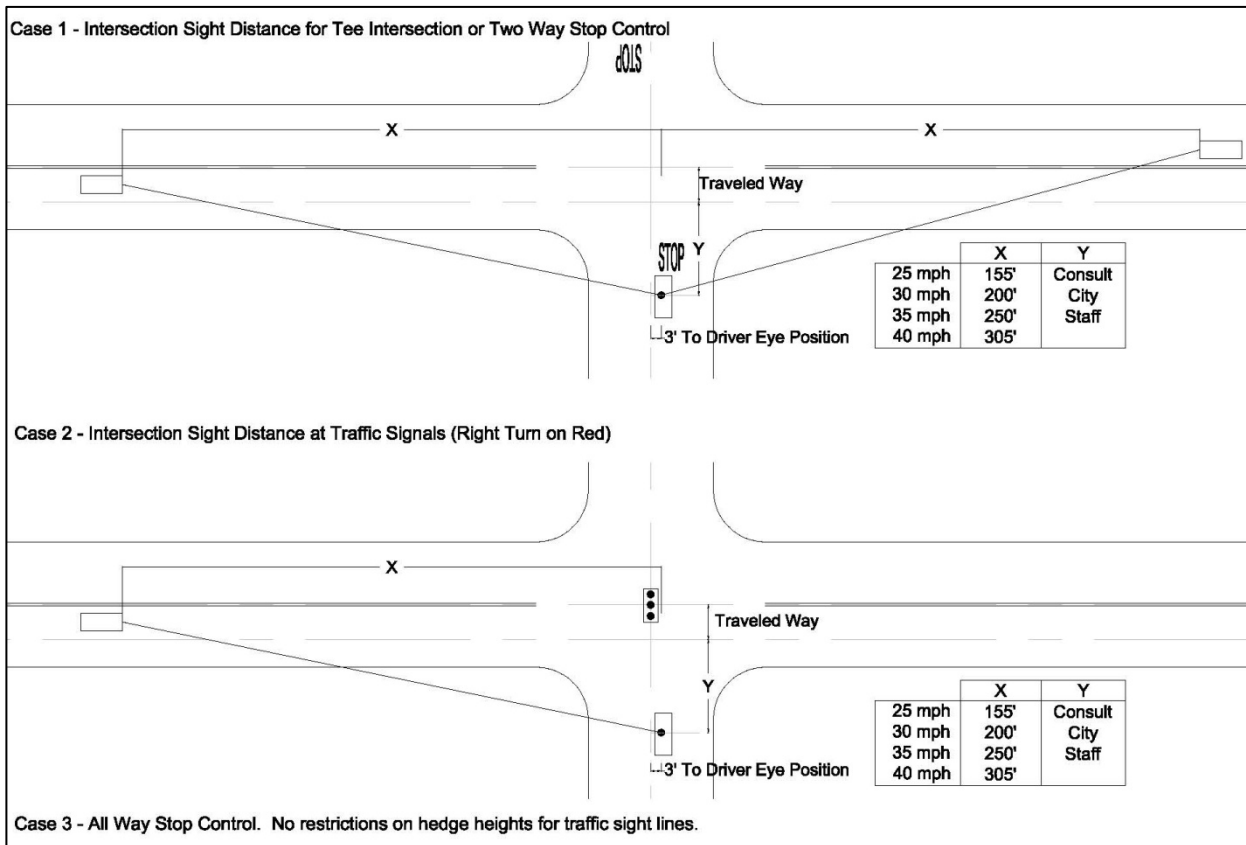 Case 1 - Intersection Sight Distance for Tee Intersection or Two Way Stop Control
STOP
X X
Traveled Way
Y
STOP
3' To Driver Eye Position
X Y
25 mph 155' Consult
30 mph 200' City
35 mph 250' Staff
40 mph 305'
Case 2 - Intersection Sight Distance at Traffic Signals (Right Turn on Red)
X
Traveled Way
Y
3' To Driver Eye Position
X Y
25 mph 155' Consult
30 mph 200' City
35 mph 250' Staff
40 mph 305'
Case 3 - All Way Stop Control. No restrictions on hedge heights for traffic sight lines.